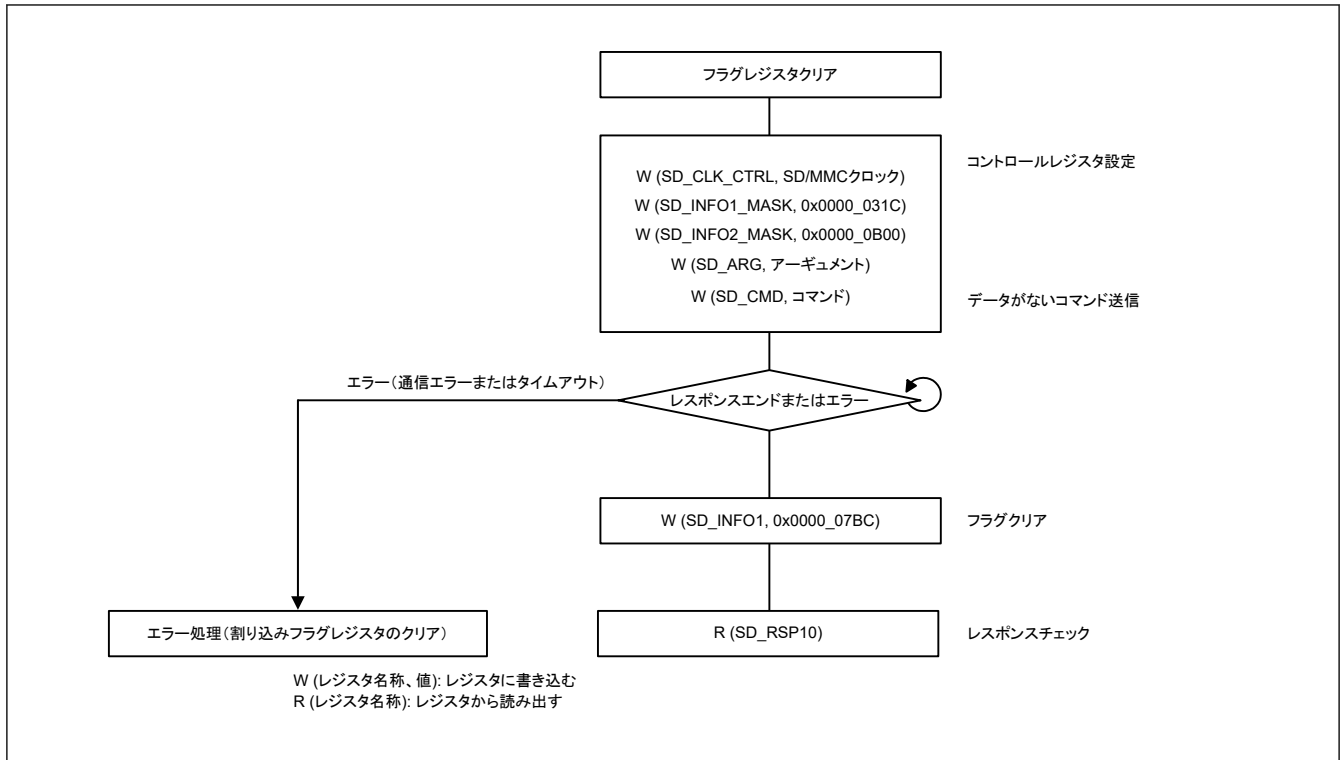 フラグレジスタクリア
W (SD_CLK_CTRL, SD/MMCクロック)
コントロールレジスタ設定
W (SD_INFO1_MASK, 0x0000_031C)
W (SD_INFO2_MASK, 0x0000_0B00)
W (SD_ARG, アーギュメント)
W (SD_CMD, コマンド)
データがないコマンド送信
エラー（通信エラーまたはタイムアウト）
レスポンスエンドまたはエラー
W (SD_INFO1, 0x0000_07BC)
フラグクリア
エラー処理（割り込みフラグレジスタのクリア）
R (SD_RSP10)
レスポンスチェック
W (レジスタ名称、値): レジスタに書き込む
R (レジスタ名称): レジスタから読み出す